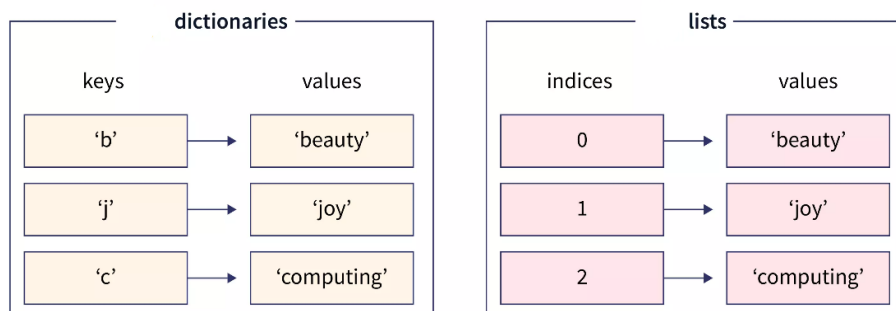 dictionaries
keys values
‘b’ ‘beauty’
‘j’ ‘joy’
‘c’ ‘computing’
lists
indices values
0 ‘beauty’
1 ‘joy’
2 ‘computing’